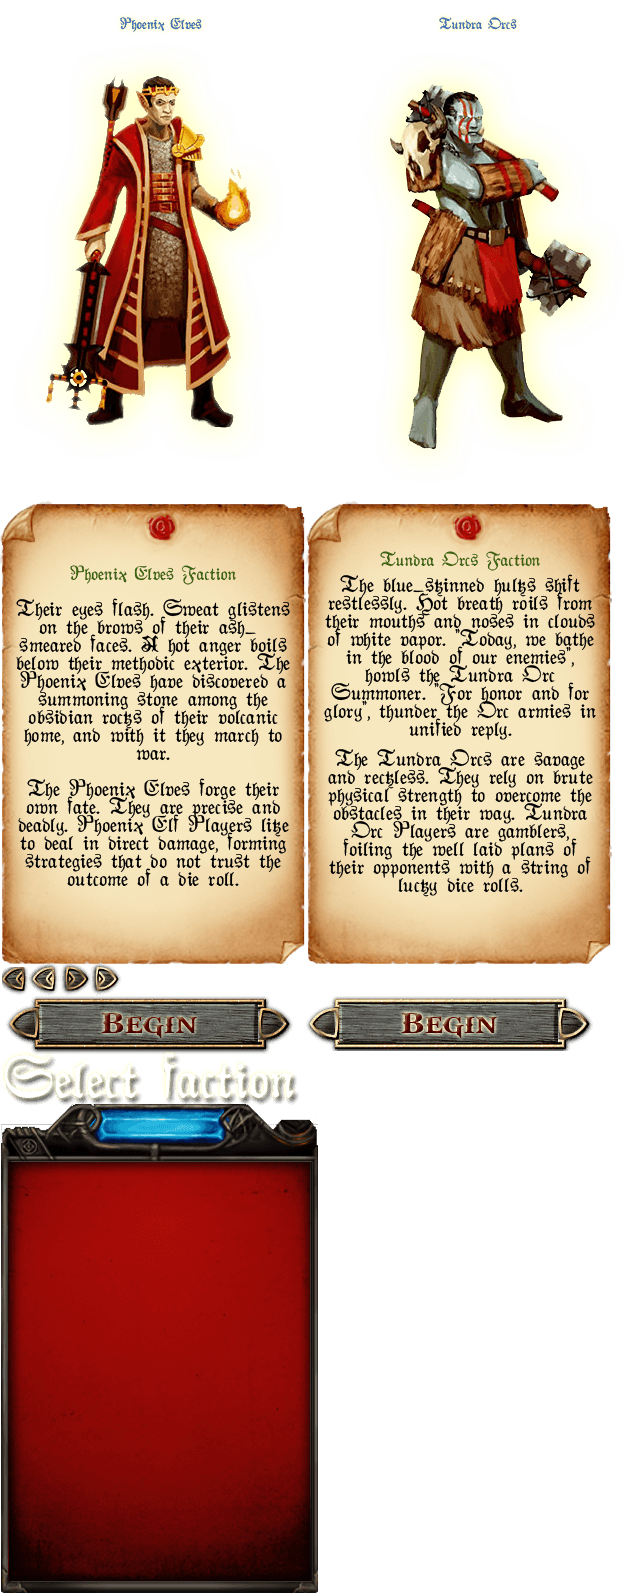 Phoenix Elves
Tundra Orcs
Phoenix Elves Faction
Their eyes flash. Sweat glistens
on the brows of their ash_
smeared faces. A hot anger boils
below their methodic exterior. The
Phoenix Elves have discovered a
summoning stone among the
obsidian rocks of their volcanic
home, and with it they march to
war.
The Phoenix Elves forge their
own fate. They are precise and
deadly. Phoenix Elf Players like
to deal in direct damage, forming
strategies that do not trust the
outcome of a die roll.
Tundra Orcs Faction
The blue_skinned hulks shift
restlessly. Hot breath roils from
their mouths and noses in clouds
of white vapor. "Today, we bathe
in the blood of our enemies",
howls the Tundra Orc
Summoner. "For honor and for
glory", thunder the Orc armies in
unified reply.
The Tundra Orcs are savage
and reckless. They rely on brute
physical strength to overcome the
obstacles in their way. Tundra
Orc Players are gamblers,
foiling the well laid plans of
their opponents with a string of
lucky dice rolls.
BEGIN
BEGIN
Select faction